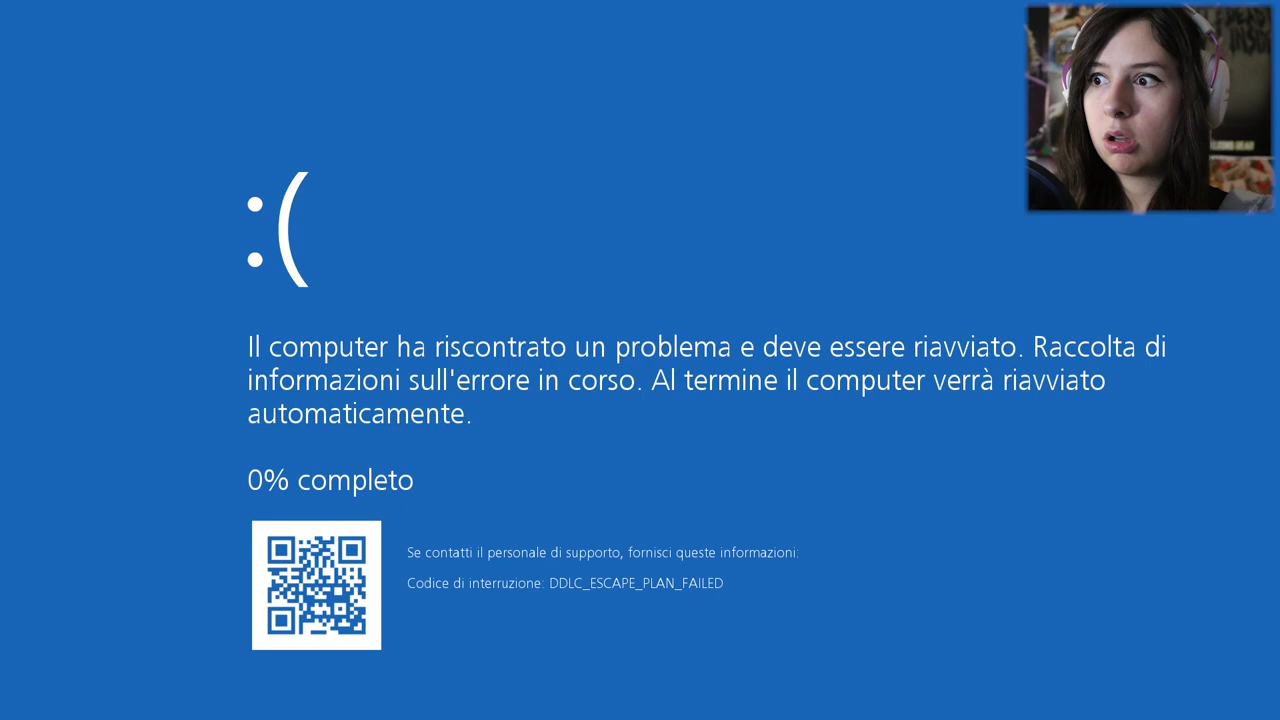 :(
Il computer ha riscontrato un problema e deve essere riavviato. Raccolta di
informazioni sull'errore in corso. Al termine il computer verrà riavviato
automaticamente.
0% completo
Se contatti il personale di supporto, fornisci queste informazioni:
Codice di interruzione: DDLC_ESCAPE_PLAN_FAILED